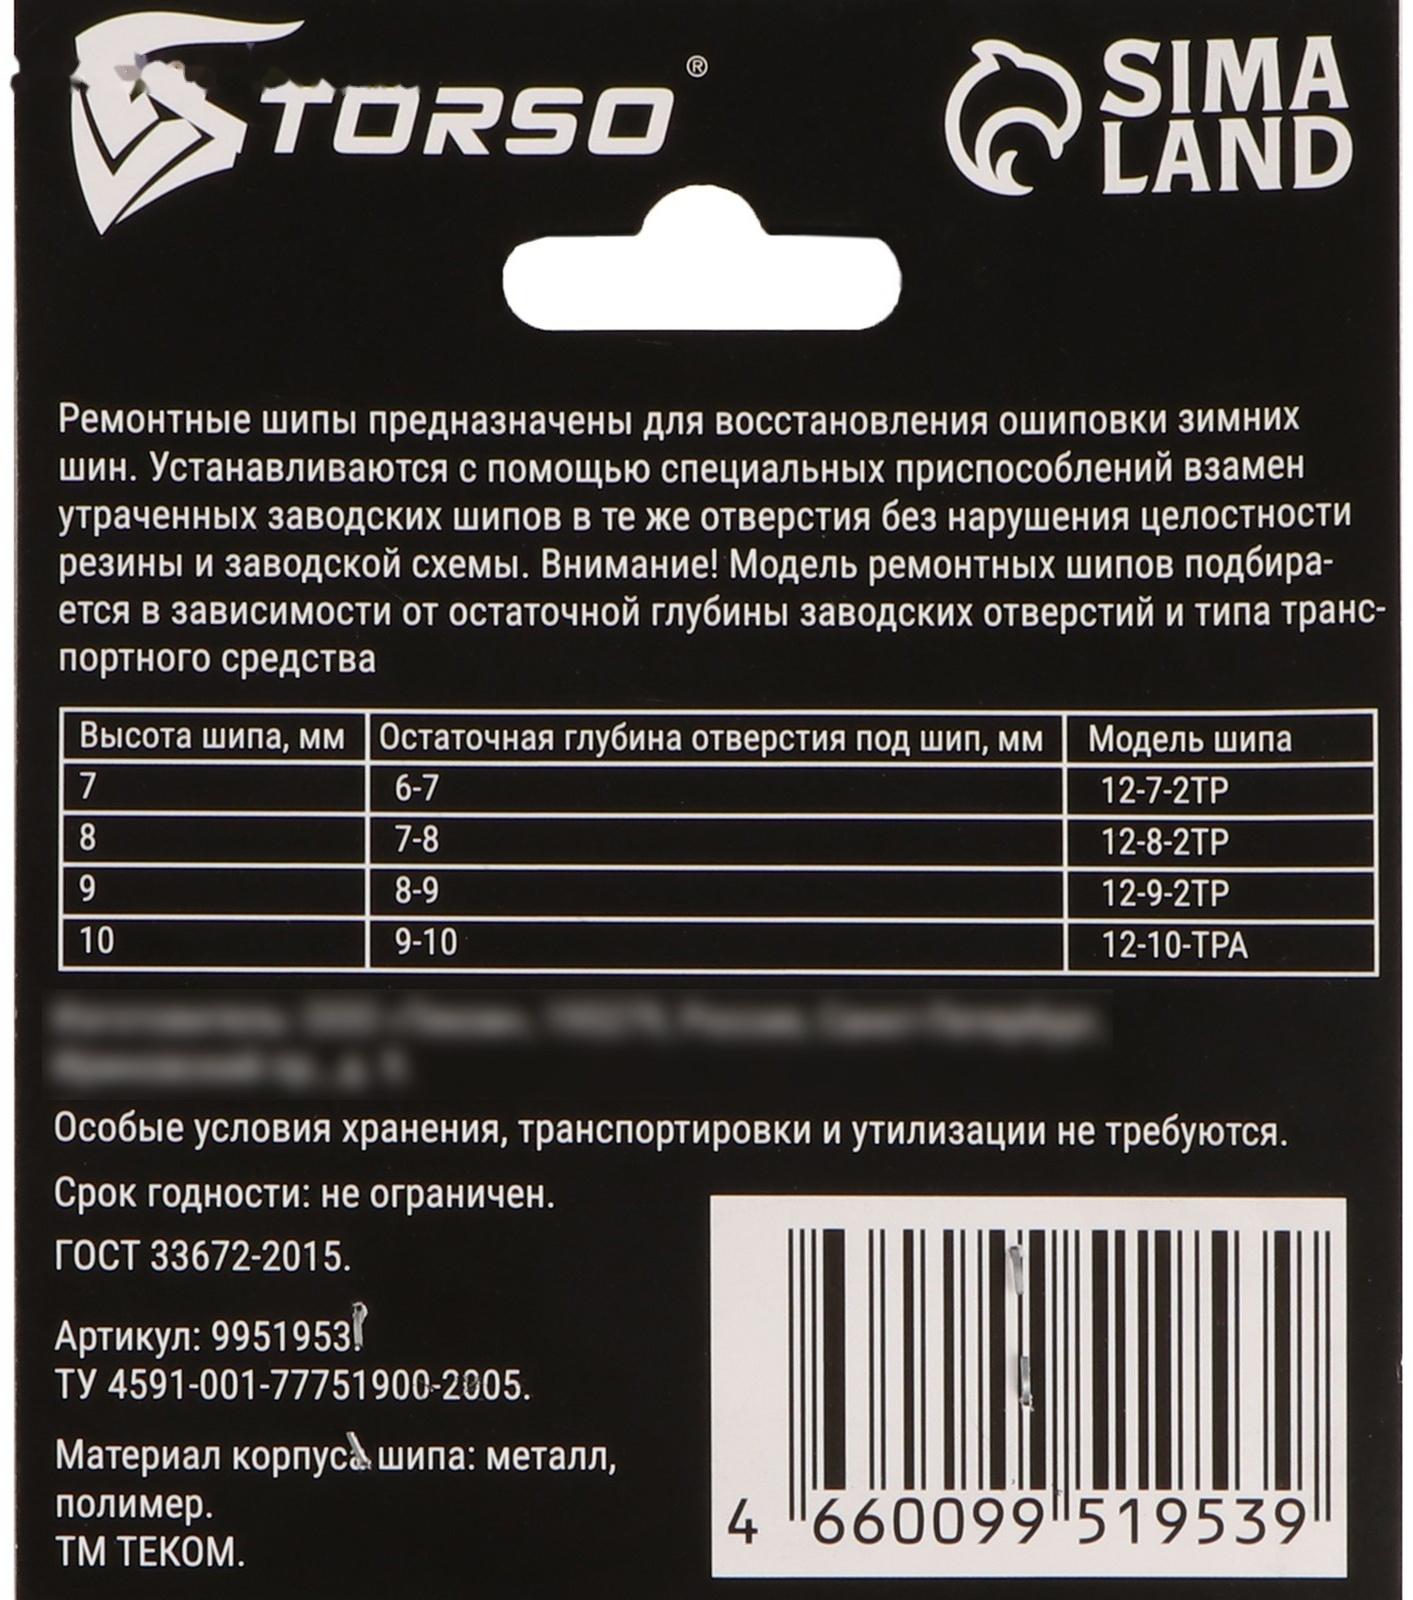 TORSO ®
SIMA
LAND
Ремонтные шипы предназначены для восстановления ошиповки зимних
шин. Устанавливаются с помощью специальных приспособлений взамен
утраченных заводских шипов в те же отверстия без нарушения целостности
резины и заводской схемы. Внимание! Модель ремонтных шипов подбира-
ется в зависимости от остаточной глубины заводских отверстий и типа транс-
портного средства
Высота шипа, мм Остаточная глубина отверстия под шип, мм Модель шипа
7 6-7 12-7-2TP
8 7-8 12-8-2TP
9 8-9 12-9-2TP
10 9-10 12-10-TPA
Особые условия хранения, транспортировки и утилизации не требуются.
Срок годности: не ограничен.
ГОСТ 33672-2015.
Артикул: 9951953.
ТУ 4591-001-77751900-2005.
Материал корпуса шипа: металл,
полимер.
ТМ ТЕКОМ.
4 660099 519539